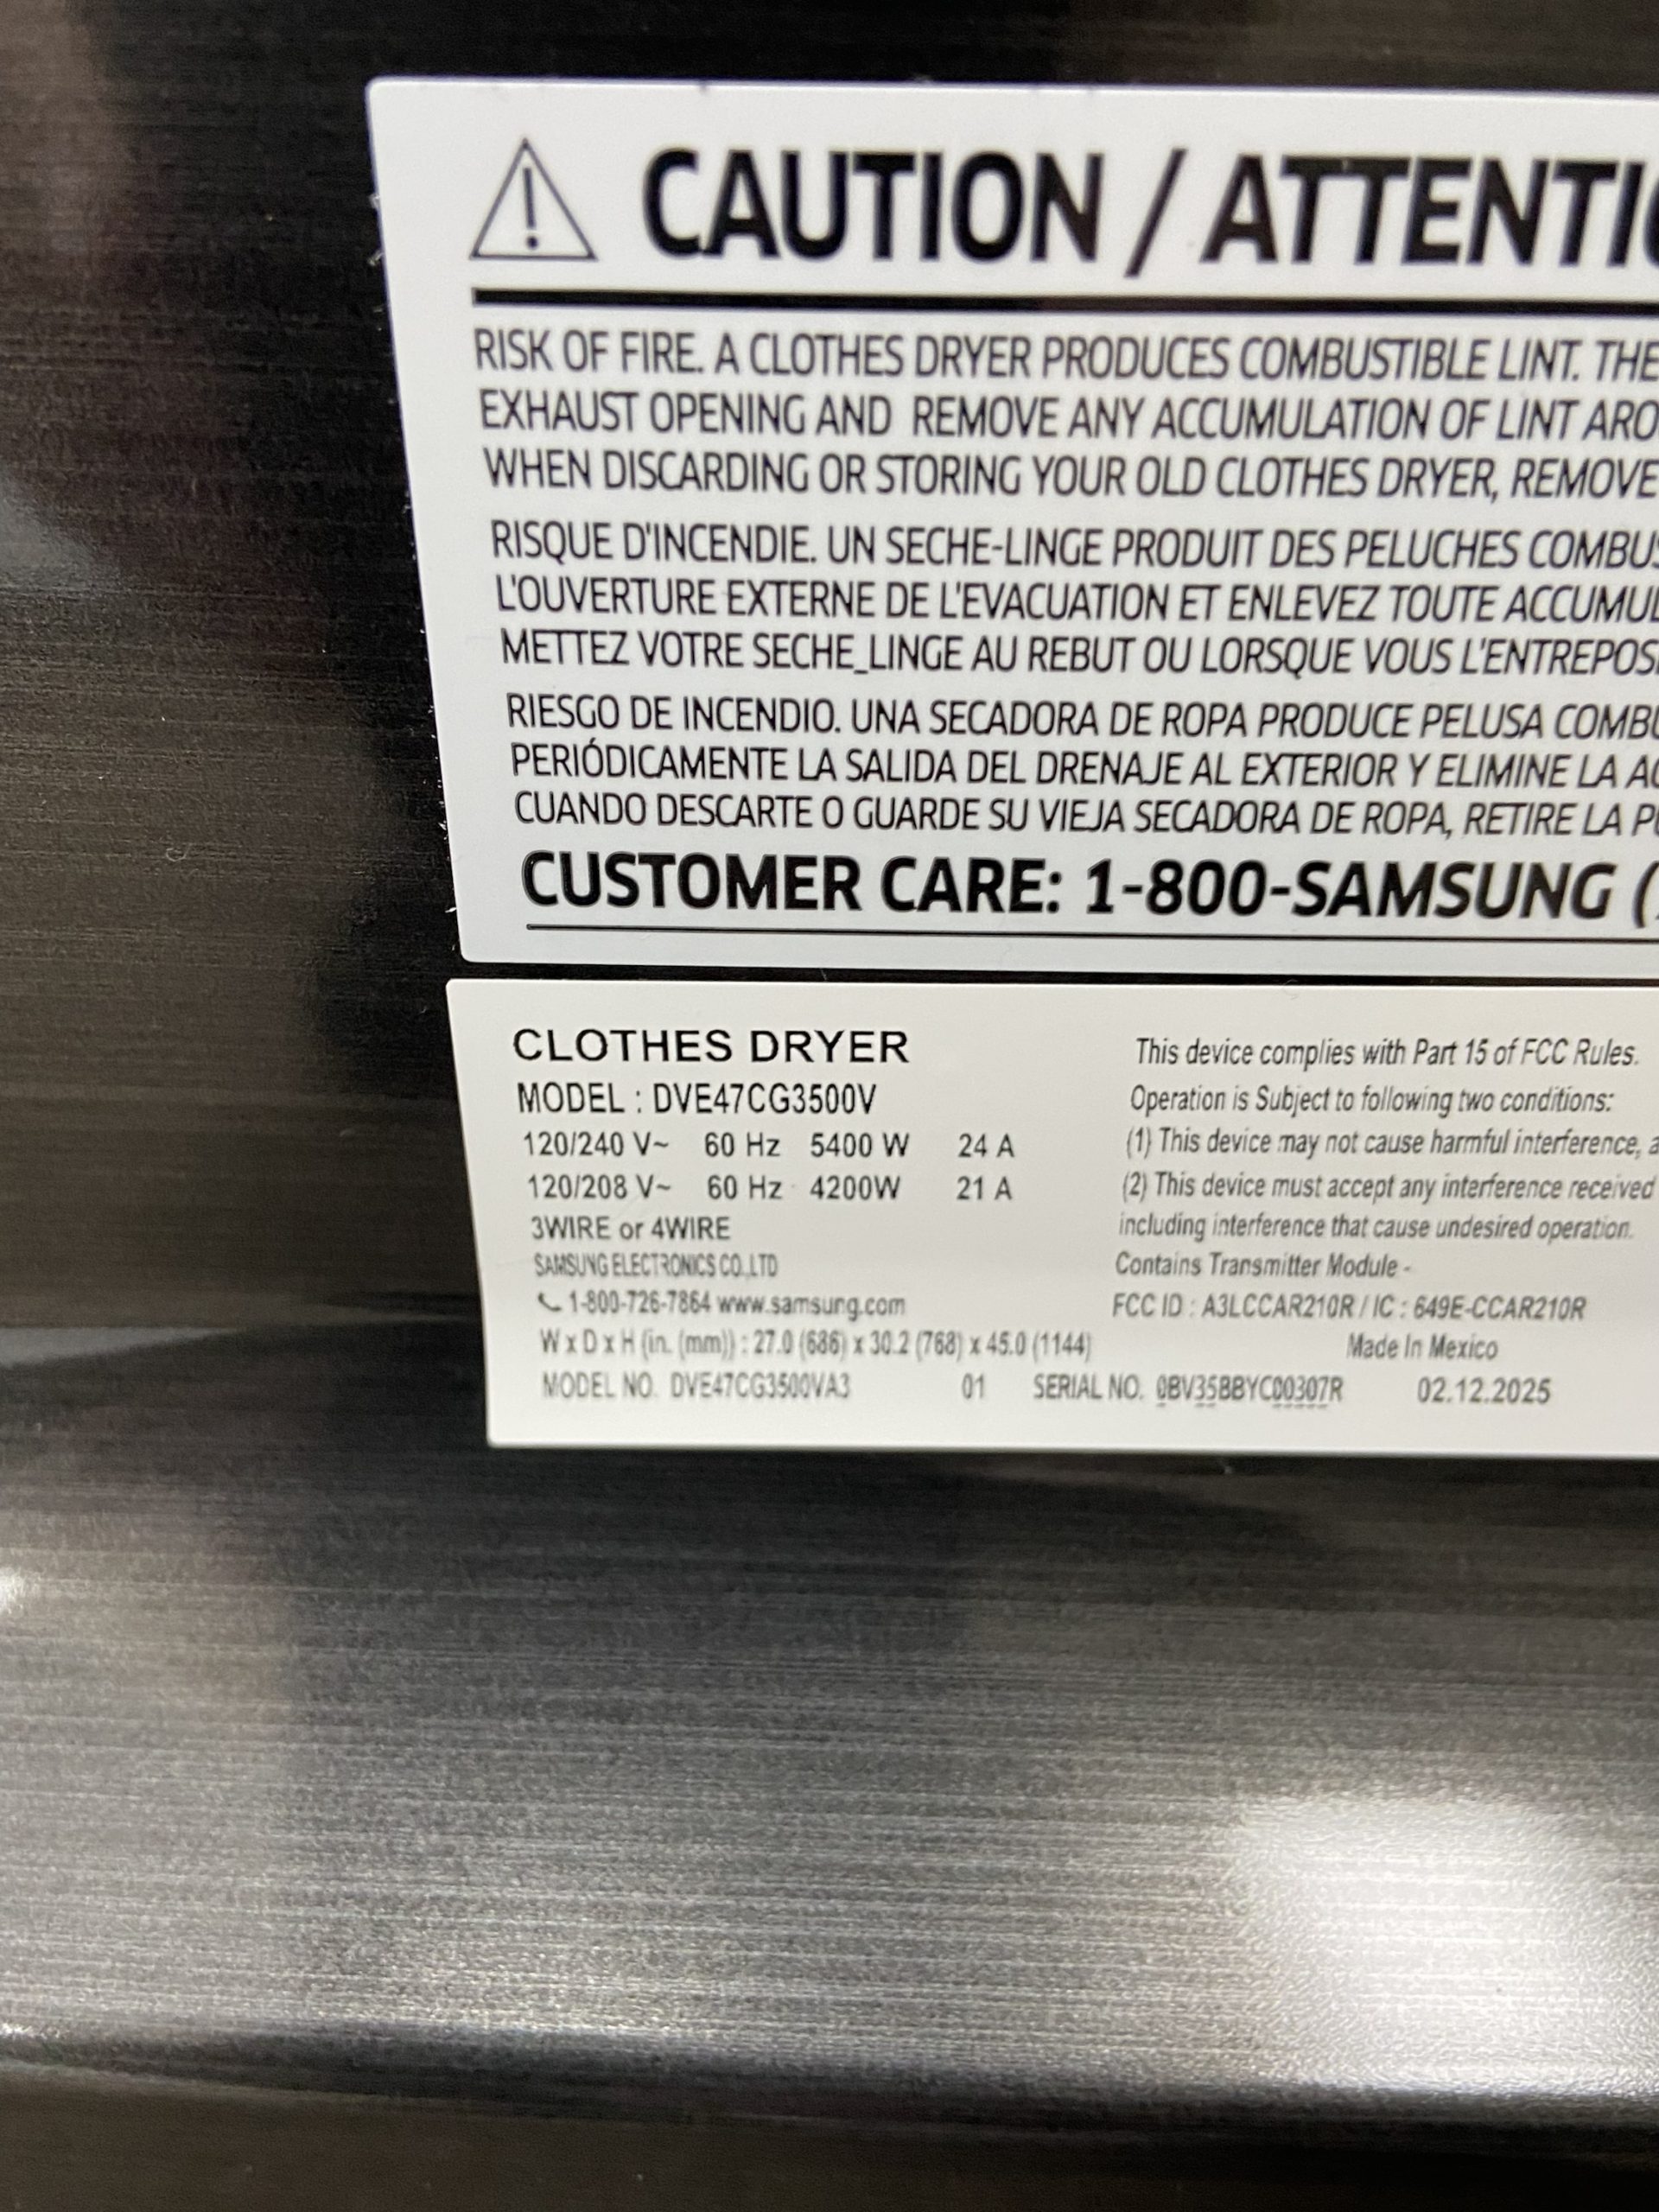 CAUTION / ATTENTI
RISK OF FIRE. A CLOTHES DRYER PRODUCES COMBUSTIBLE LINT. THE
EXHAUST OPENING AND REMOVE ANY ACCUMULATION OF LINT ARO
WHEN DISCARDING OR STORING YOUR OLD CLOTHES DRYER, REMOVE
RISQUE D'INCENDIE. UN SECHE-LINGE PRODUIT DES PELUCHES COMBUS
L'OUVERTURE EXTERNE DE L'EVACUATION ET ENLEVEZ TOUTE ACCUMUL
METTEZ VOTRE SECHE_LINGE AU REBUT OU LORSQUE VOUS L'ENTREPOS
RIESGO DE INCENDIO. UNA SECADORA DE ROPA PRODUCE PELUSA COMBU
PERIÓDICAMENTE LA SALIDA DEL DRENAJE AL EXTERIOR Y ELIMINE LA AC
CUANDO DESCARTE O GUARDE SU VIEJA SECADORA DE ROPA, RETIRE LA PU
CUSTOMER CARE: 1-800-SAMSUNG (
CLOTHES DRYER
MODEL : DVE47CG3500V
120/240 V~ 60 Hz 5400 W 24 A
120/208 V~ 60 Hz 4200W 21 A
3WIRE or 4WIRE
SAMSUNG ELECTRONICS CO.,LTD
1-800-726-7864 www.samsung.com
W x D x H (in. (mm)) : 27.0 (686) x 30.2 (768) x 45.0 (1144)
MODEL NO. DVE47CG3500VA3 01 SERIAL NO. 0BV35BBYC00307R 02.12.2025
This device complies with Part 15 of FCC Rules.
Operation is Subject to following two conditions:
(1) This device may not cause harmful interference, a
(2) This device must accept any interference received
including interference that cause undesired operation.
Contains Transmitter Module -
FCC ID : A3LCCAR210R / IC : 649E-CCAR210R
Made In Mexico